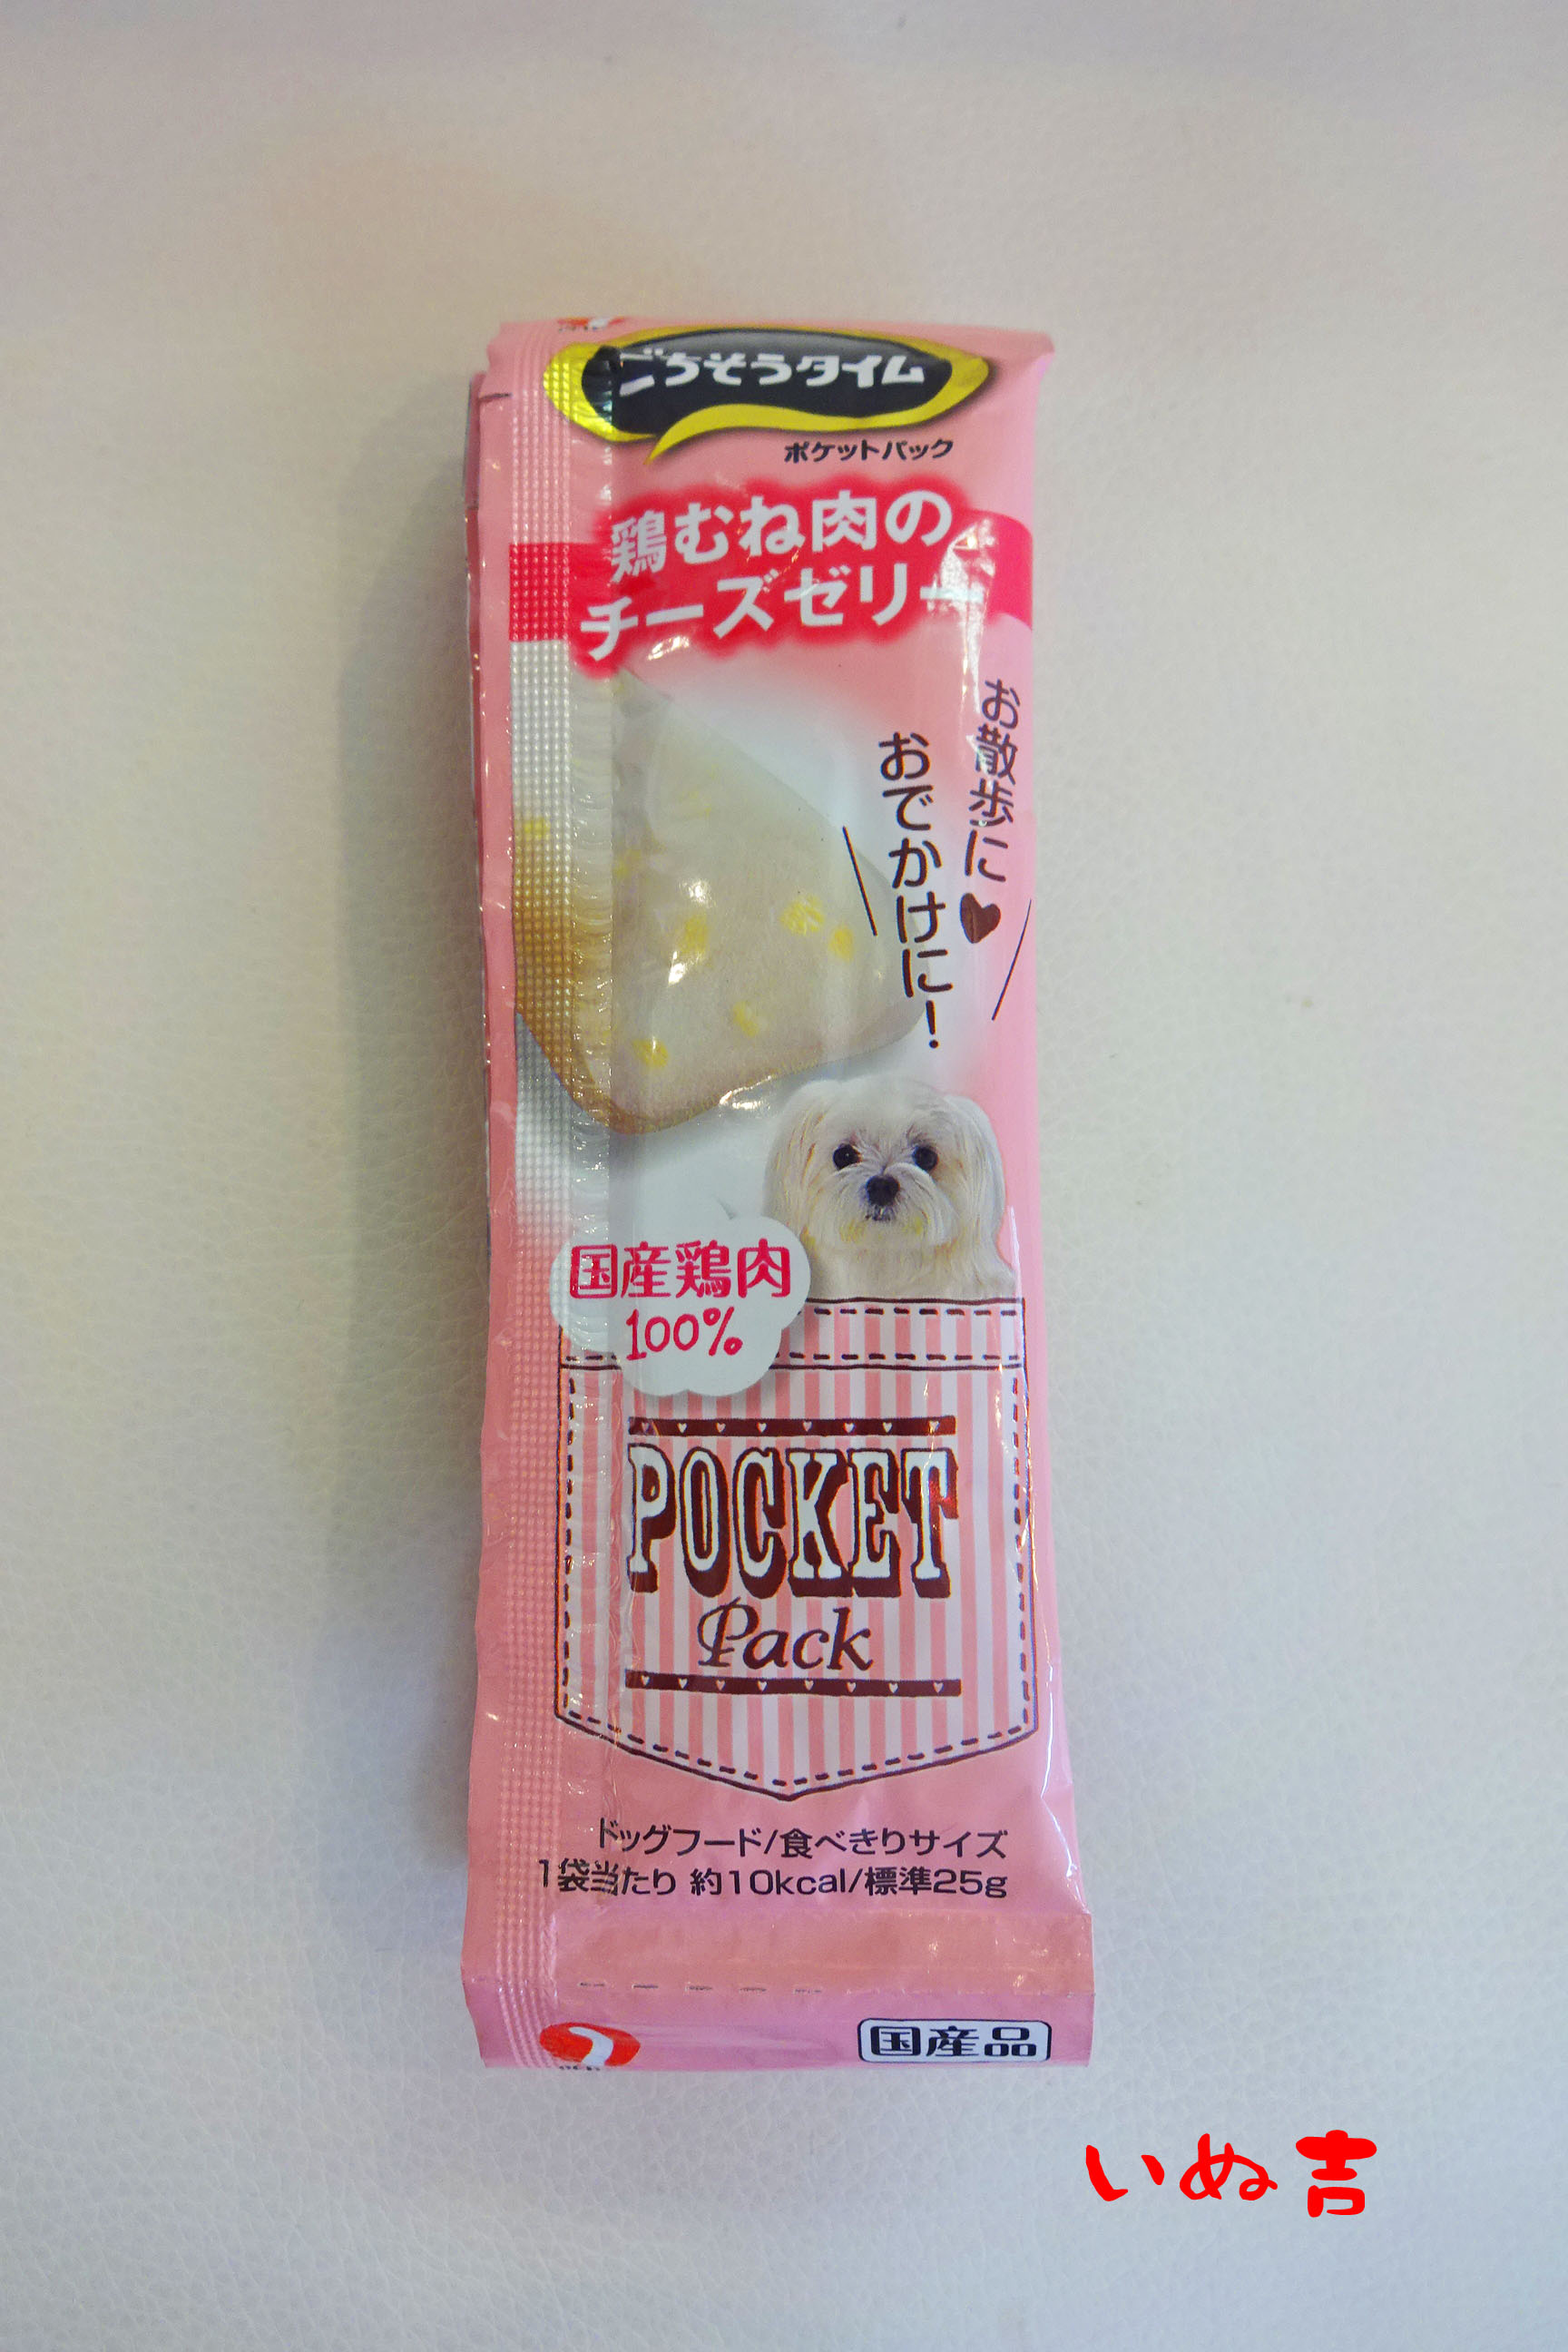 ごちそうタイム
ポケットパック
鶏むね肉の
チーズゼリー
お散歩に♥
おでかけに！
国産鶏肉
100%
POCKET
Pack
ドッグフード/食べきりサイズ
1袋当たり 約10kcal/標準25g
国産品
いぬ吉